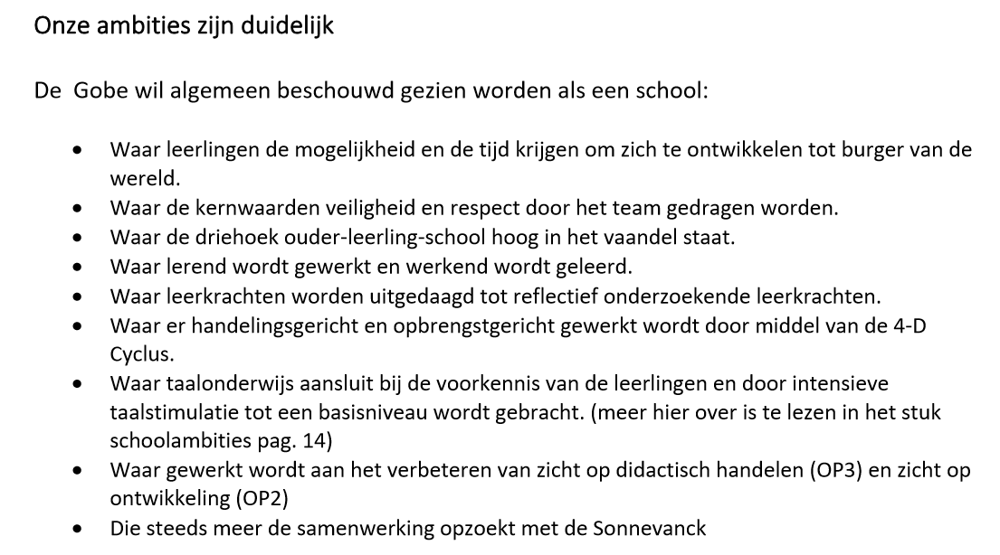 Onze ambities zijn duidelijk
De  Gobe wil algemeen beschouwd gezien worden als een school:
• Waar leerlingen de mogelijkheid en de tijd krijgen om zich te ontwikkelen tot burger van de
wereld.
• Waar de kernwaarden veiligheid en respect door het team gedragen worden.
• Waar de driehoek ouder-leerling-school hoog in het vaandel staat.
• Waar lerend wordt gewerkt en werkend wordt geleerd.
• Waar leerkrachten worden uitgedaagd tot reflectief onderzoekende leerkrachten.
• Waar er handelingsgericht en opbrengstgericht gewerkt wordt door middel van de 4-D
Cyclus.
• Waar taalonderwijs aansluit bij de voorkennis van de leerlingen en door intensieve
taalstimulatie tot een basisniveau wordt gebracht. (meer hier over is te lezen in het stuk
schoolambities pag. 14)
• Waar gewerkt wordt aan het verbeteren van zicht op didactisch handelen (OP3) en zicht op
ontwikkeling (OP2)
• Die steeds meer de samenwerking opzoekt met de Sonnevanck